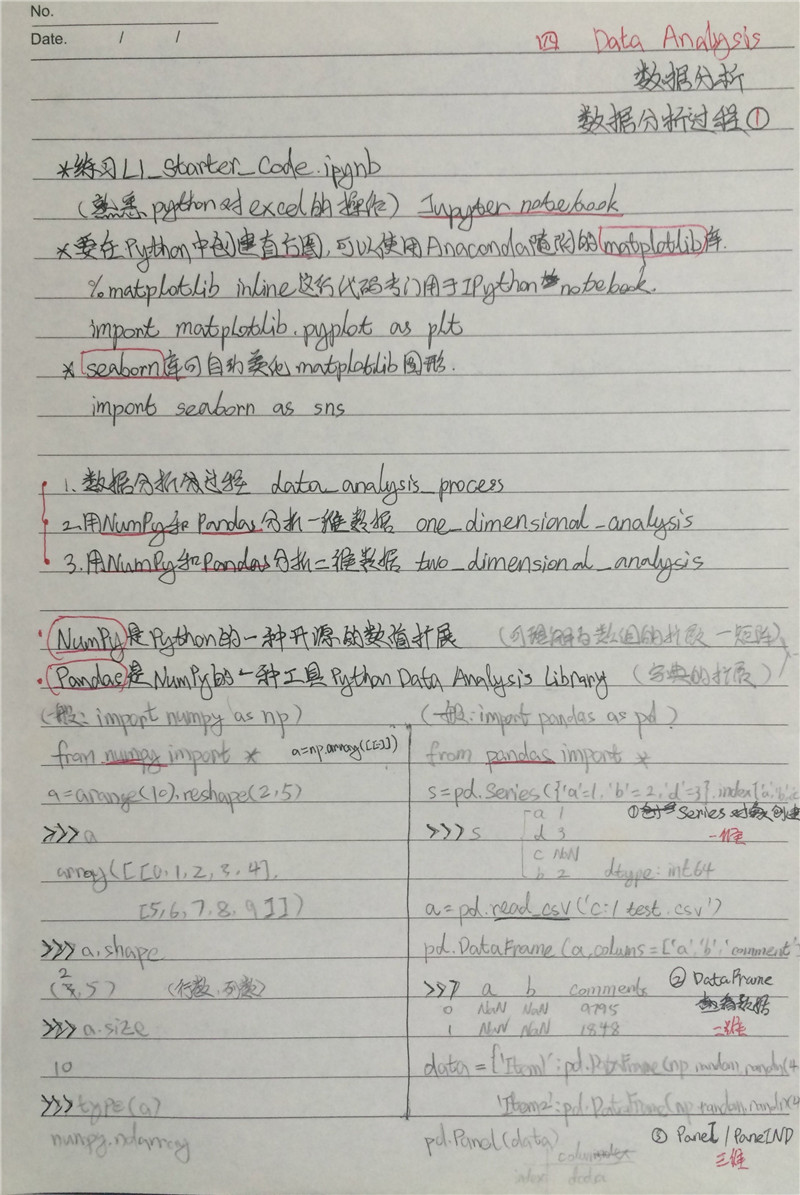 No.
Date. / /
四 Data Analysis
数据分析
数据分析过程①
*练习L1_Starter_Code.ipynb
(熟悉python对excel的操作) Jupyter notebook
*要在Python中创建直方图,可以使用Anaconda随附的matplotlib库.
%matplotlib inline 这行代码专门用于IPython notebook.
import matplotlib.pyplot as plt
* seaborn库可自动美化matplotlib图形.
import seaborn as sns
1.数据分析过程 data_analysis_process
2.用NumPy和Pandas分析一维数据 one_dimensional_analysis
3.用NumPy和Pandas分析二维数据 two_dimensional_analysis
·NumPy是Python的一种开源的数值扩展 (可理解为数组的扩展 —矩阵)
·Pandas是NumPy的一种工具Python Data Analysis Library (字典的扩展)
(一般: import numpy as np)
from numpy import * a=np.array([[]])
a=arange(10).reshape(2,5)
>>>a
array([[0,1,2,3,4],
[5,6,7,8,9]])
>>>a.shape
(2,5) (行数,列数)
>>>a.size
10
>>>type(a)
numpy.ndarray
(一般: import pandas as pd)
from pandas import *
s=pd.Series({'a'=1,'b'=2,'d'=3},index['a','b',c
①Series对象创建
>>>s a 1
一维
d 3
c NaN
b 2 dtype: int64
a=pd.read_csv('c:/test.csv')
pd.DataFrame(a,colums=['a','b','comment'
>>> a b comments ②DataFrame
0 NaN NaN 9795
1 NaN NaN 1848 二维
data={'Item1':pd.DataFrame(np.random.randn(4
'Item2':pd.DataFrame(np.random.randn(4
pd.Panel(data) ③Panel/PanelND
三维
index data